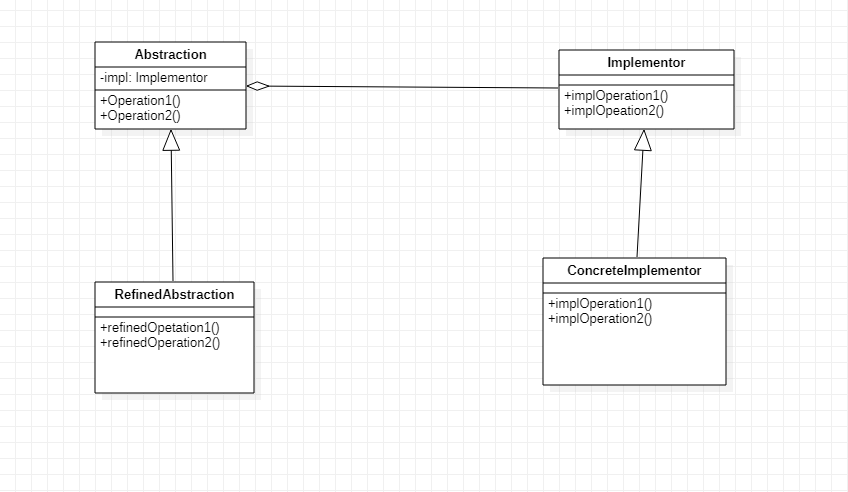 Abstraction
-impl: Implementor
+Operation1()
+Operation2()
Implementor
+implOperation1()
+implOpeation2()
RefinedAbstraction
+refinedOpetation1()
+refinedOperation2()
ConcreteImplementor
+implOperation1()
+implOperation2()